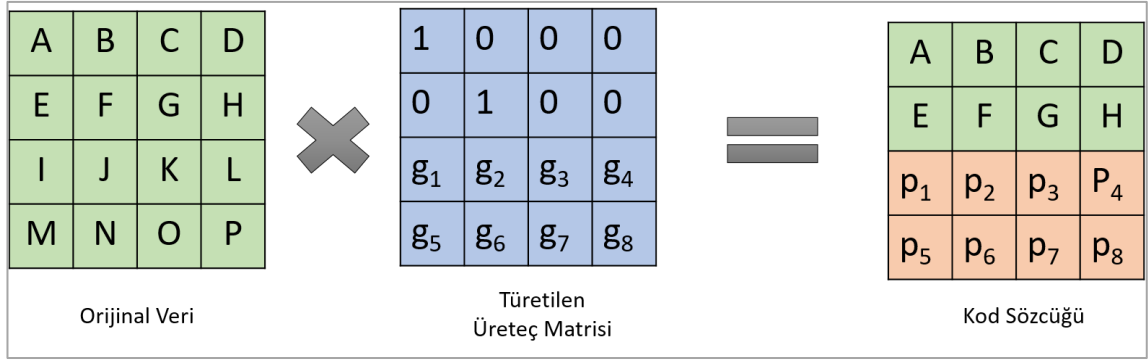 A B C D
E F G H
I J K L
M N O P
Orijinal Veri
1 0 0 0
0 1 0 0
g₁ g₂ g₃ g₄
g₅ g₆ g₇ g₈
Türetilen
Üreteç Matrisi
A B C D
E F G H
p₁ p₂ p₃ P₄
p₅ p₆ p₇ p₈
Kod Sözcüğü